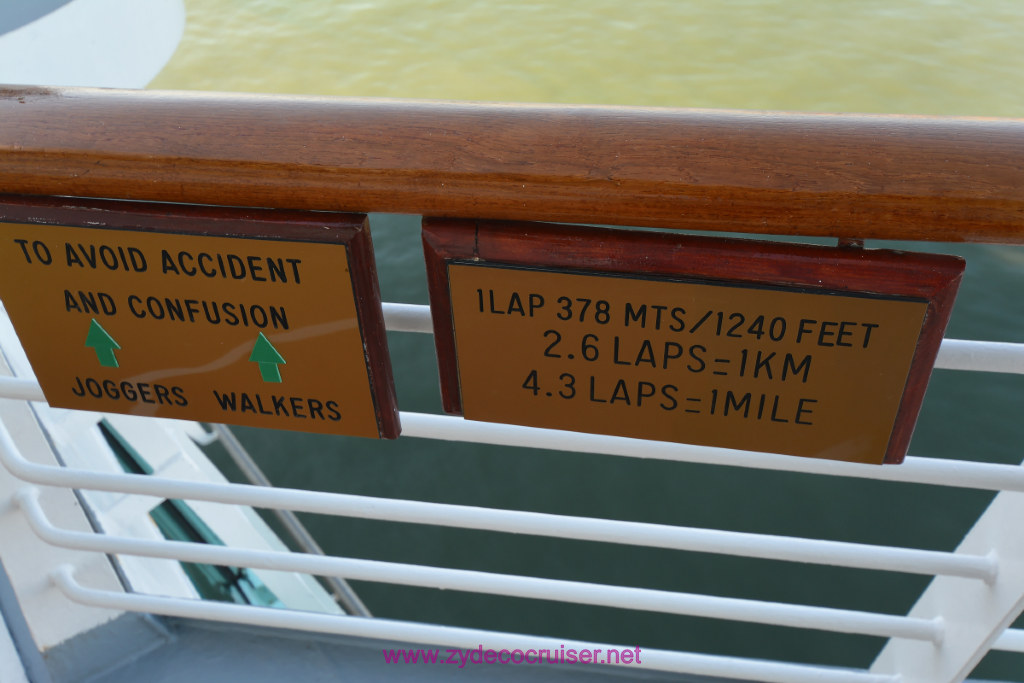 TO AVOID ACCIDENT
AND CONFUSION
JOGGERS WALKERS
1LAP 378 MTS/1240 FEET
2.6 LAPS=1KM
4.3 LAPS=1MILE
www.zydecocruiser.net